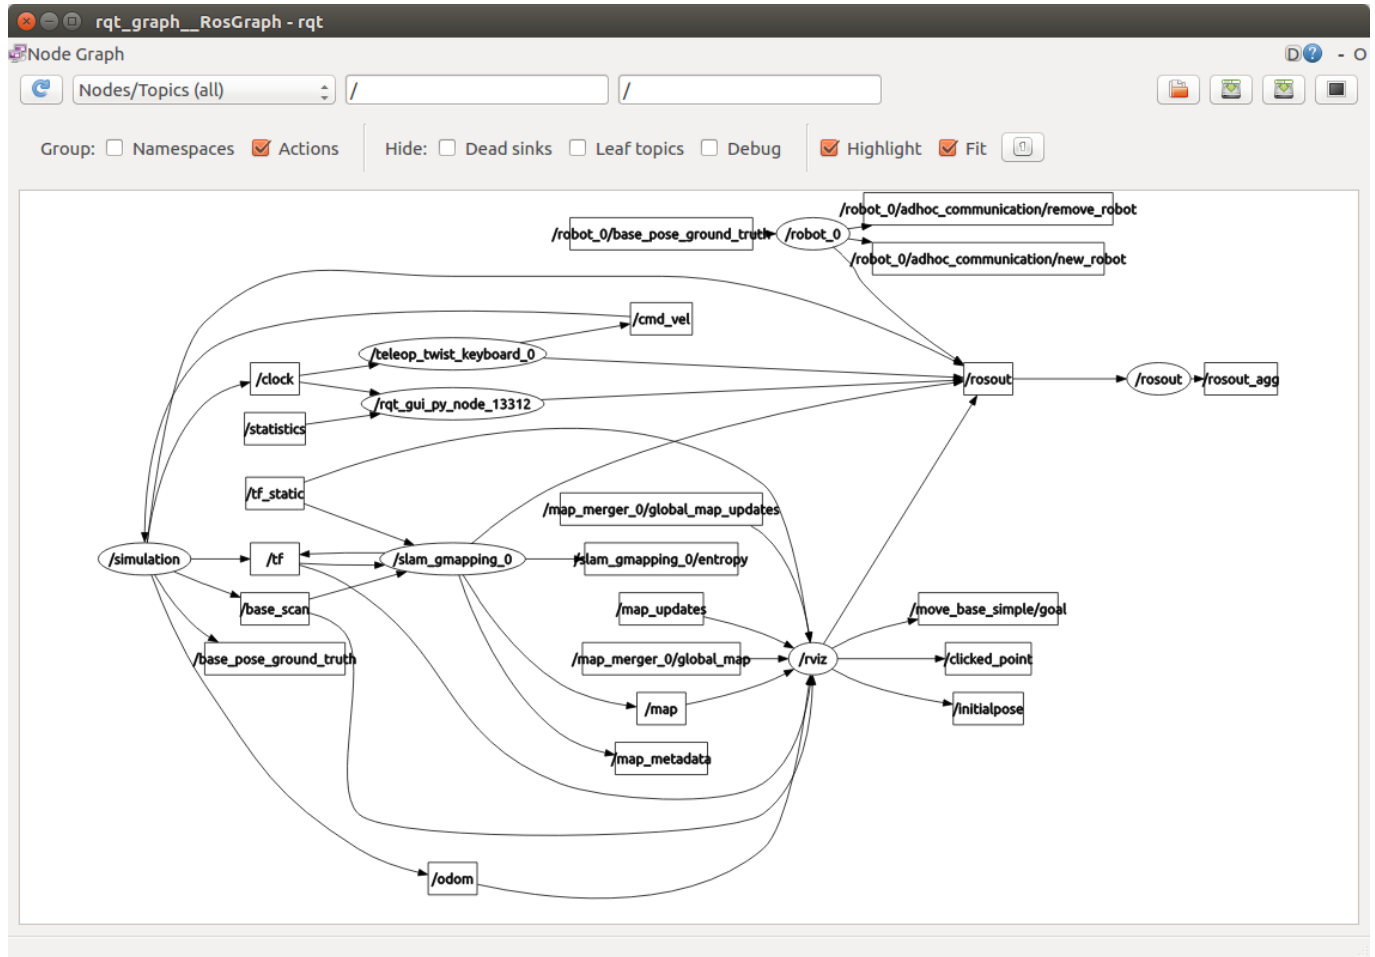 rqt_graph__RosGraph - rqt
Node Graph
D ? - O
Nodes/Topics (all)
/
/
Group: Namespaces Actions Hide: Dead sinks Leaf topics Debug Highlight Fit
/robot_0/adhoc_communication/remove_robot
/robot_0/base_pose_ground_truth
/robot_0
/robot_0/adhoc_communication/new_robot
/cmd_vel
/teleop_twist_keyboard_0
/clock
/rosout
/rosout
/rosout_agg
/rqt_gui_py_node_13312
/statistics
/tf_static
/map_merger_0/global_map_updates
/simulation
/tf
/slam_gmapping_0
/slam_gmapping_0/entropy
/base_scan
/map_updates
/move_base_simple/goal
/base_pose_ground_truth
/map_merger_0/global_map
/rviz
/clicked_point
/map
/initialpose
/map_metadata
/odom